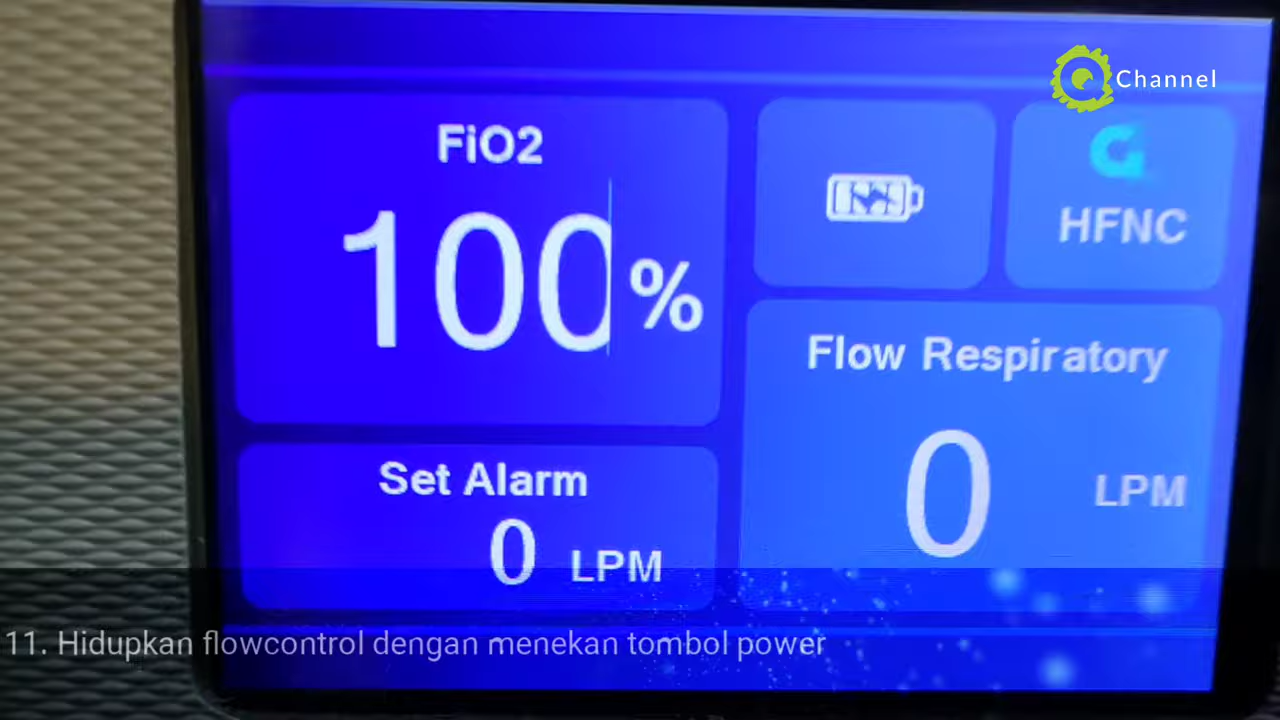 Channel
FiO2
100 %
HFNC
Flow Respiratory
0 LPM
Set Alarm
0 LPM
11. Hidupkan flowcontrol dengan menekan tombol power